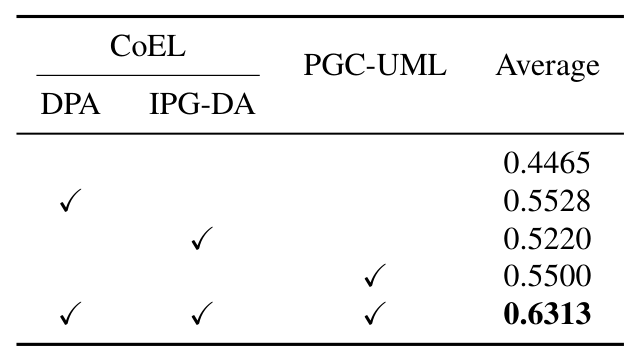 CoEL PGC-UML Average
DPA IPG-DA
0.4465
✓ 0.5528
✓ 0.5220
✓ 0.5500
✓ ✓ ✓ 0.6313